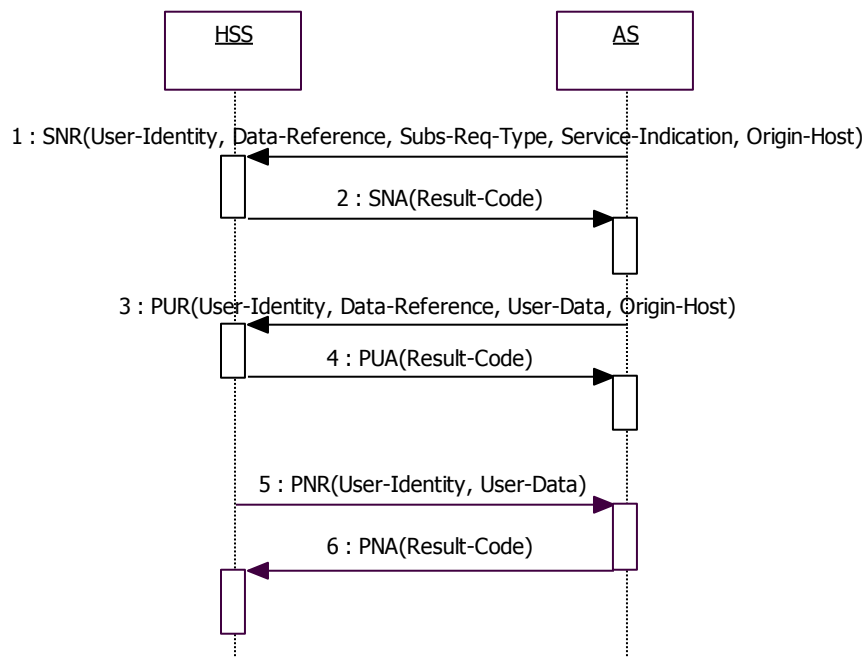 HSS
AS
1 : SNR(User-Identity, Data-Reference, Subs-Req-Type, Service-Indication, Origin-Host)
2 : SNA(Result-Code)
3 : PUR(User-Identity, Data-Reference, User-Data, Origin-Host)
4 : PUA(Result-Code)
5 : PNR(User-Identity, User-Data)
6 : PNA(Result-Code)